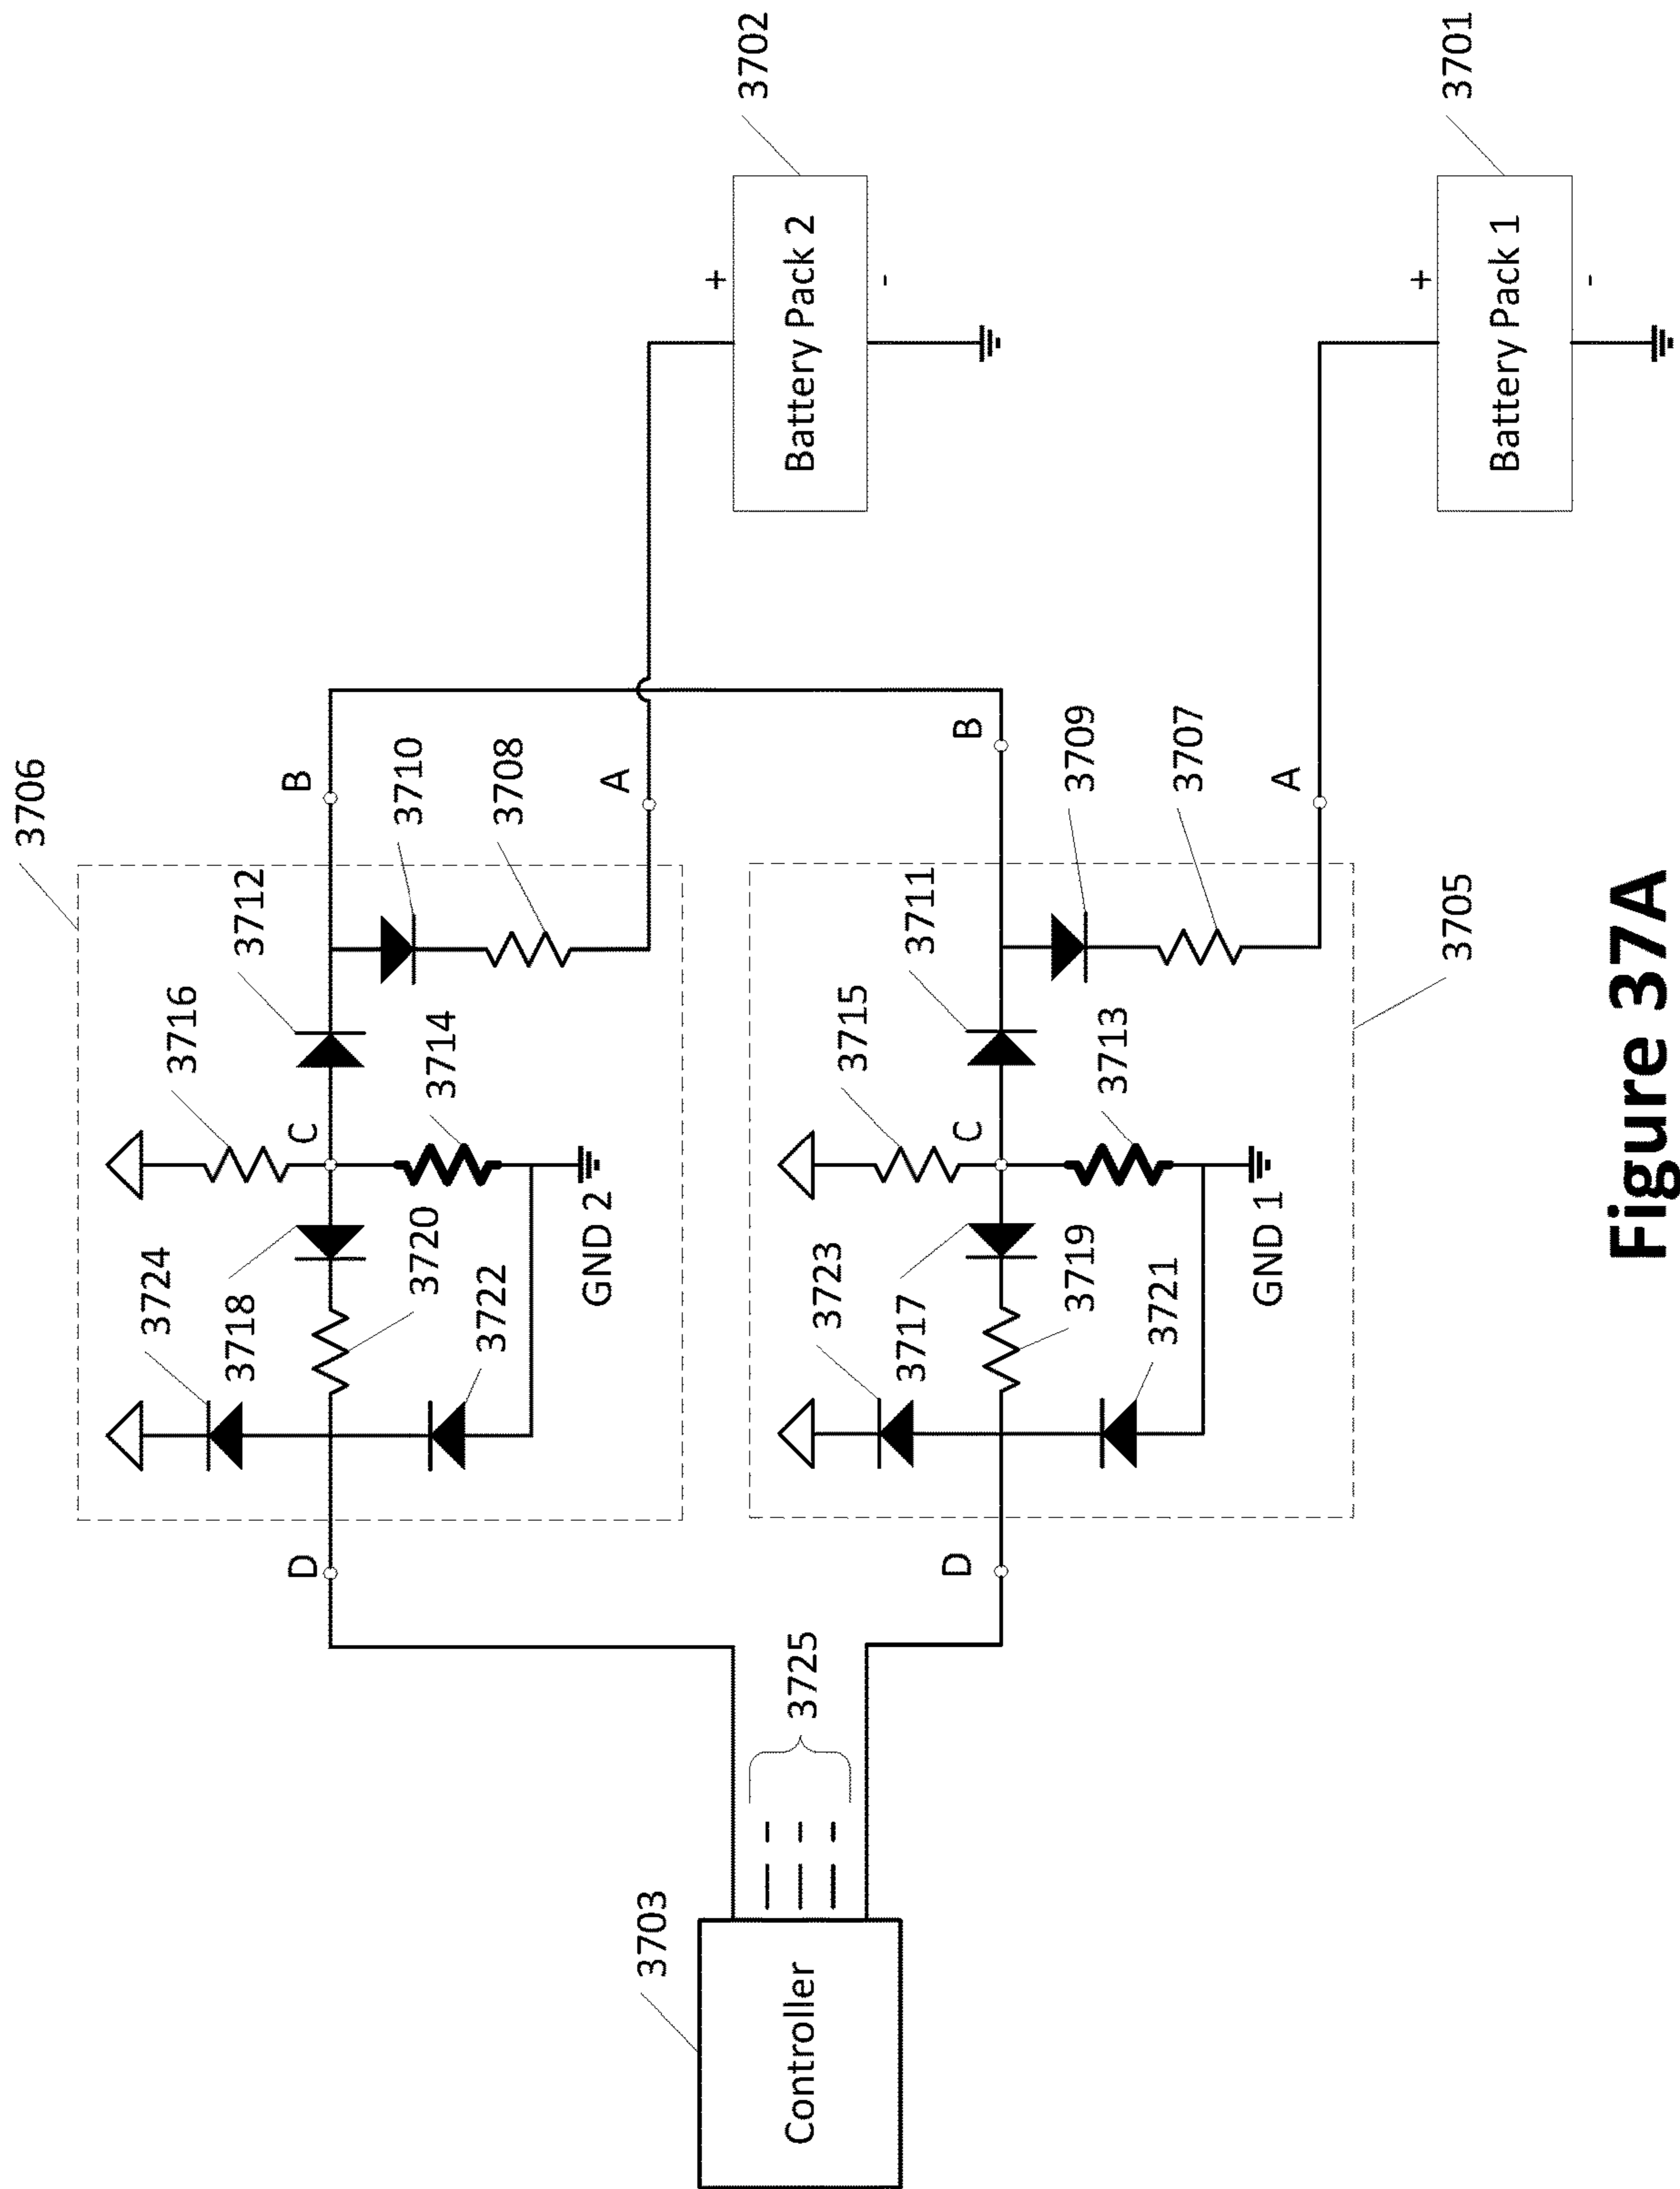 3706
3724
3716
3712
B
3702
3718
C
3710
3720
3714
3708
3722
A
+
Battery Pack 2
-
GND 2
D
3703
Controller
3725
D
3723
3715
3711
B
3717
C
3709
3719
3713
3707
3721
A
+
Battery Pack 1
-
3701
GND 1
3705
Figure 37A